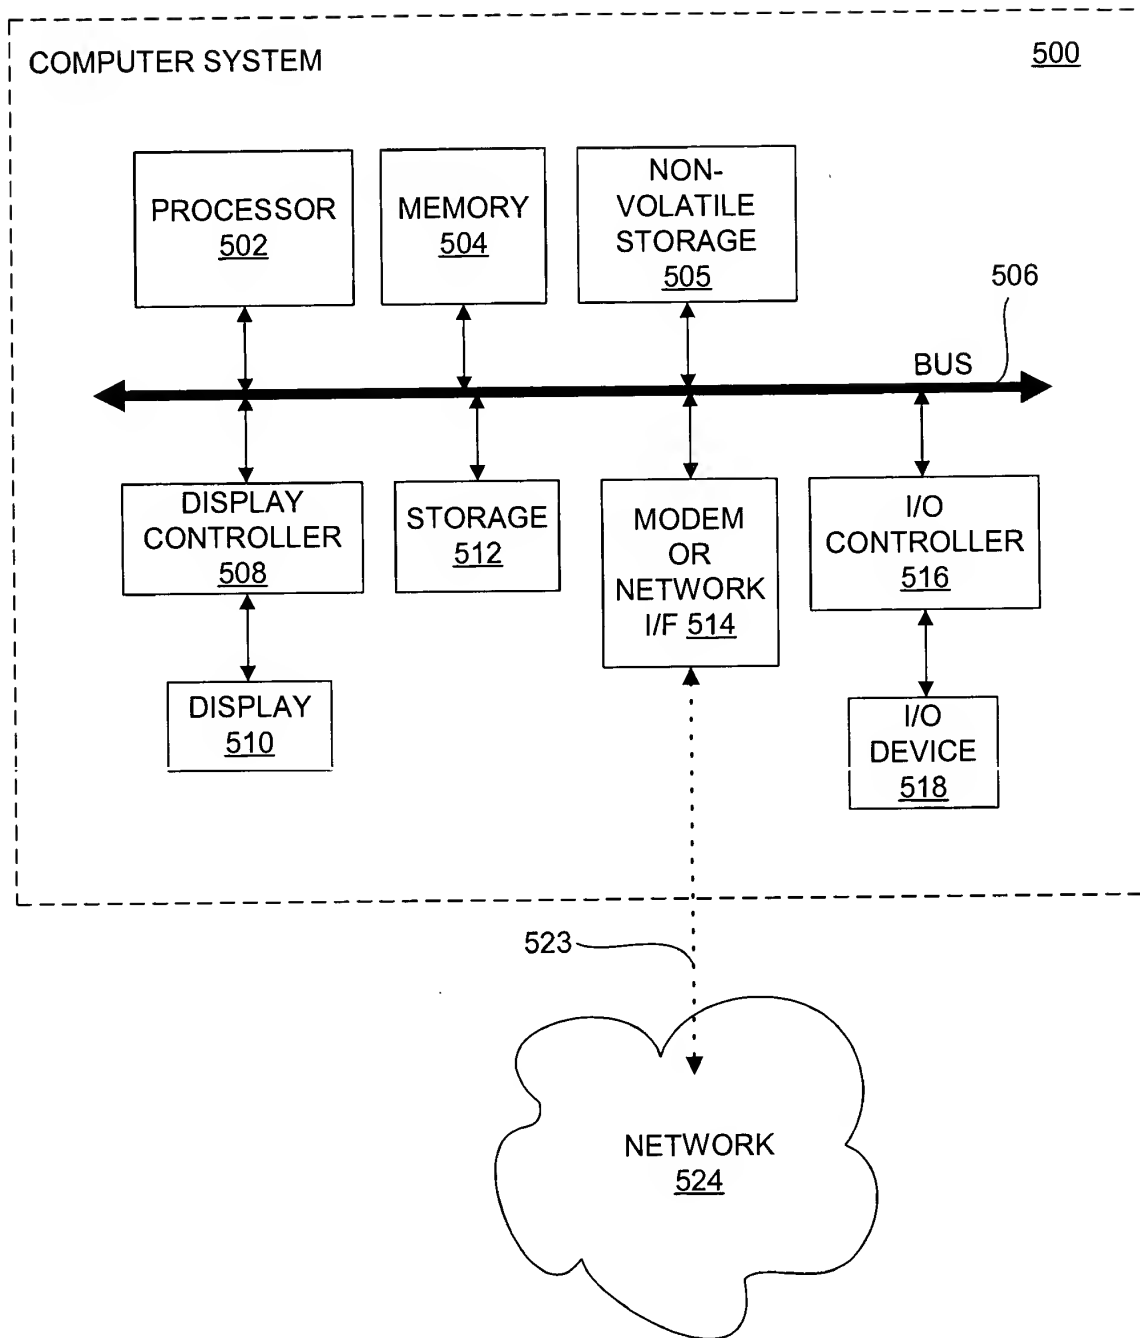 COMPUTER SYSTEM
500
PROCESSOR
502
MEMORY
504
NON-
VOLATILE
STORAGE
505
506
BUS
DISPLAY
CONTROLLER
508
STORAGE
512
MODEM
OR
NETWORK
I/F 514
I/O
CONTROLLER
516
DISPLAY
510
I/O
DEVICE
518
523
NETWORK
524